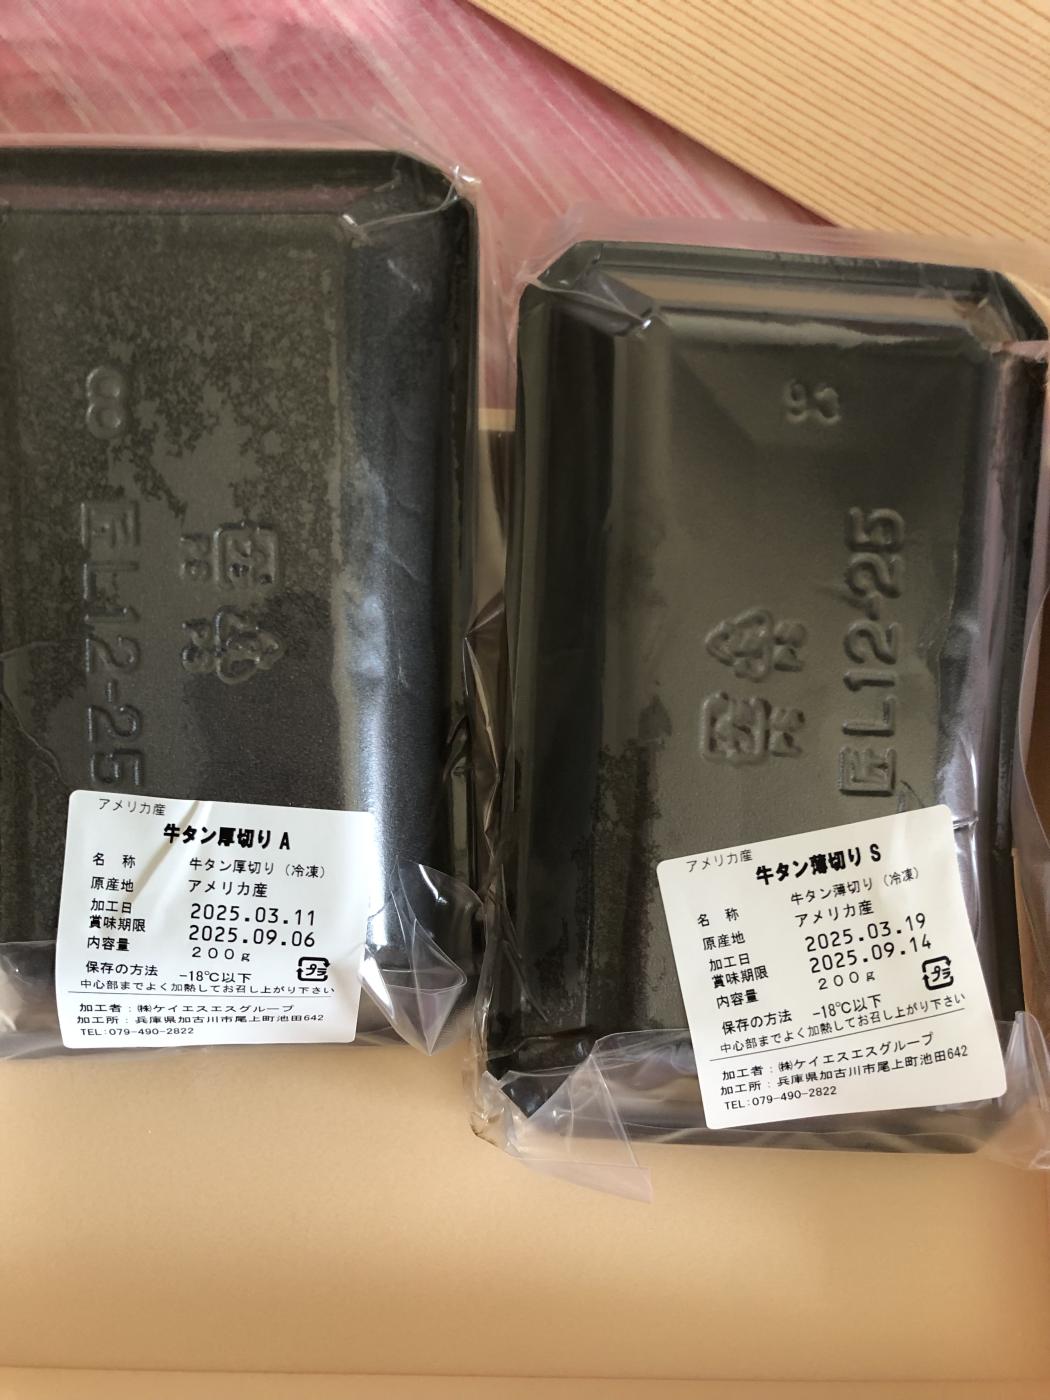 8
EL12-25
アメリカ産
牛タン厚切り A
名 称 牛タン厚切り（冷凍）
原産地 アメリカ産
加工日 2025.03.11
賞味期限 2025.09.06
内容量 200g
保存の方法 -18℃以下
中心部までよく加熱してお召し上がり下さい
プラ
加工者：㈱ケイエスエスグループ
加工所：兵庫県加古川市尾上町池田642
TEL:079-490-2822
EL12-25
アメリカ産
牛タン薄切り S
名 称 牛タン薄切り（冷凍）
原産地 アメリカ産
加工日 2025.03.19
賞味期限 2025.09.14
内容量 200g
保存の方法 -18℃以下
中心部までよく加熱してお召し上がり下さい
プラ
加工者：㈱ケイエスエスグループ
加工所：兵庫県加古川市尾上町池田642
TEL:079-490-2822